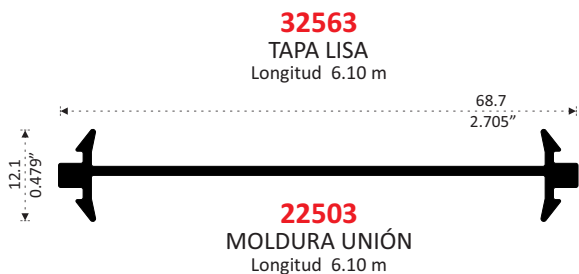 32563
TAPA LISA
Longitud 6.10 m
68.7
2.705”
12.1
0.479”
22503
MOLDURA UNIÓN
Longitud 6.10 m